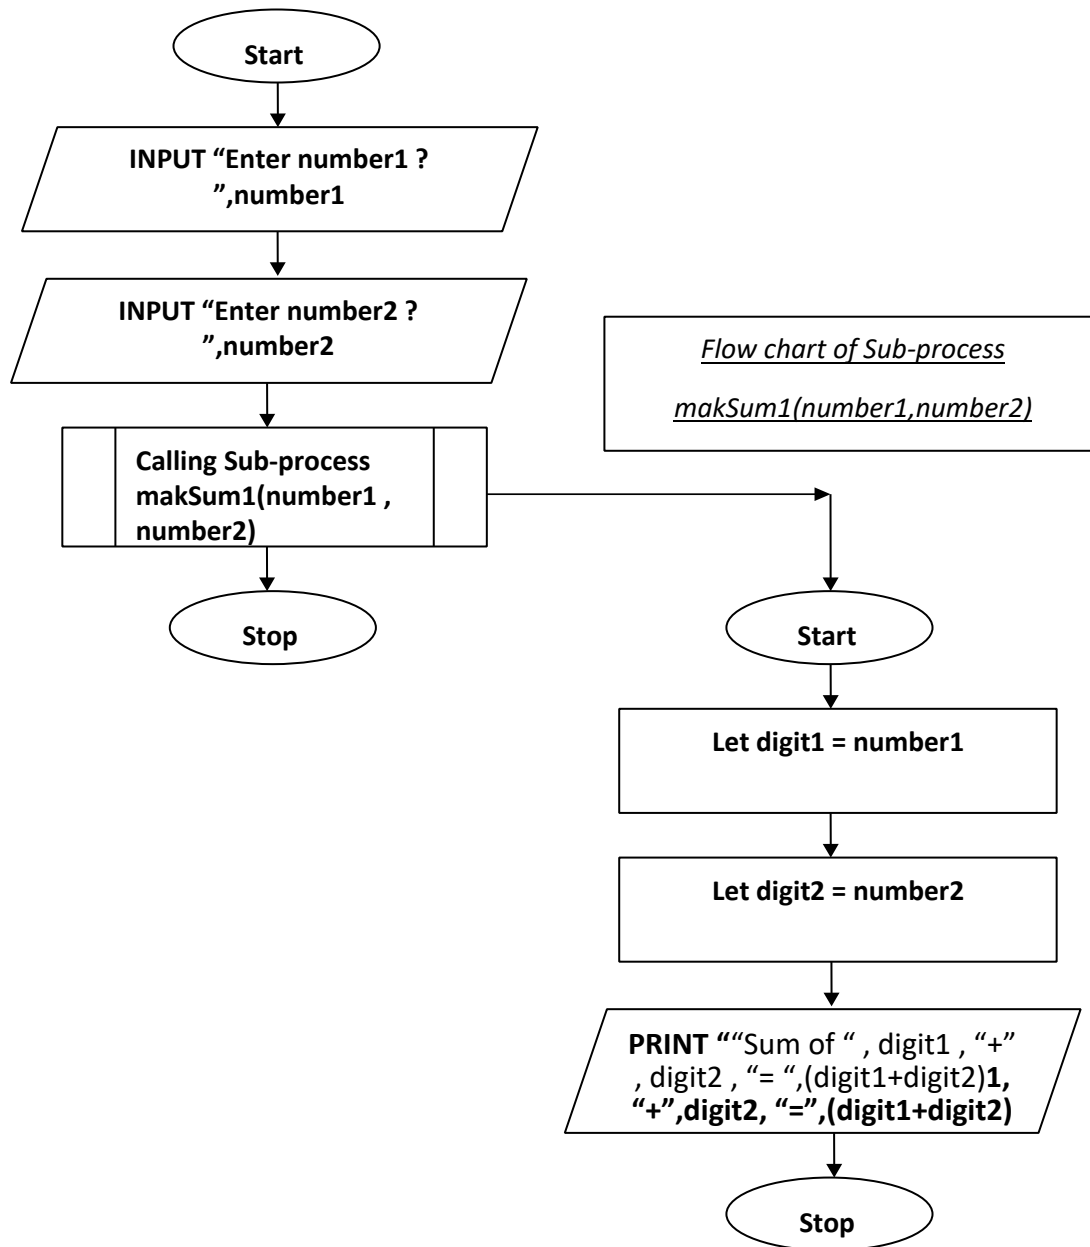 Start
INPUT “Enter number1 ?
”,number1
INPUT “Enter number2 ?
”,number2
Calling Sub-process
makSum1(number1 ,
number2)
Stop
Flow chart of Sub-process
makSum1(number1,number2)
Start
Let digit1 = number1
Let digit2 = number2
PRINT ““Sum of “ , digit1 , “+”
, digit2 , “= “,(digit1+digit2)1,
“+”,digit2, “=”,(digit1+digit2)
Stop